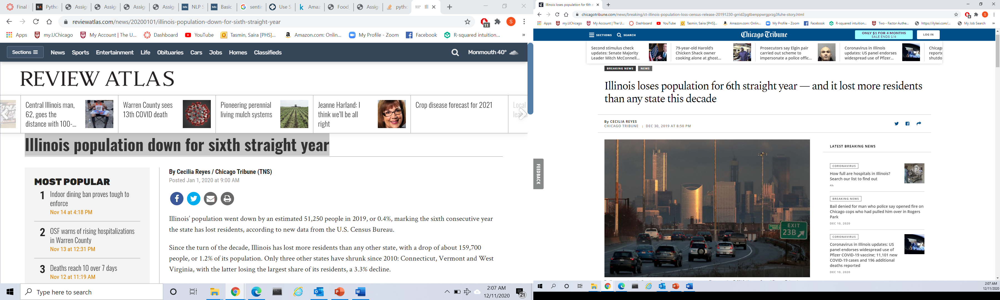 Final
Pytho
Assig
Assig
Assig
Assig
NLP S
Basic
sentir
Use S
Amaz
Food_
Assig
pytho
Ill
reviewatlas.com/news/20200101/illinois-population-down-for-sixth-straight-year
11
S
Apps
my.UChicago
My Account | The U...
Dashboard
YouTube
Tasmin, Saira [PHS]...
Amazon.com: Onlin...
My Profile - Zoom
Facebook
R-squared intuition...
»
Sections
News Sports Entertainment Life Obituaries Cars Jobs Homes Classifieds
Monmouth 40°
REVIEW ATLAS
Central Illinois man,
62, goes the
distance with 100-...
Warren County sees
13th COVID death
Pioneering perennial
living mulch systems
Jeanne Harland: I
think we'll be all
right
Crop disease forecast for 2021
Local
Illinois population down for sixth straight year
MOST POPULAR
1 Indoor dining ban proves tough to
enforce
Nov 14 at 4:18 PM
2 OSF warns of rising hospitalizations
in Warren County
Nov 13 at 12:31 PM
3 Deaths reach 10 over 7 days
Nov 12 at 11:19 AM
By Cecilia Reyes / Chicago Tribune (TNS)
Posted Jan 1, 2020 at 9:00 AM
Illinois' population went down by an estimated 51,250 people in 2019, or 0.4%, marking the sixth consecutive year
the state has lost residents, according to new data from the U.S. Census Bureau.
Since the turn of the decade, Illinois has lost more residents than any other state, with a drop of about 159,700
people, or 1.2% of its population. Only three other states have shrunk since 2010: Connecticut, Vermont and West
Virginia, with the latter losing the largest share of its residents, a 3.3% decline.
Type here to search
2:07 AM
12/11/2020
21
Illinois loses population for 6th s
chicagotribune.com/news/breaking/ct-illinois-population-loss-census-release-20191230-grrid2pgtbenppwrgprzg3fuhe-story.html
8
S
Apps
my.UChicago
My Account | The U...
Dashboard
YouTube
Tasmin, Saira [PHS]...
Amazon.com: Onlin...
My Profile - Zoom
Facebook
R-squared intuition...
Two - Factor Authe...
https://ilykei.com/...
My Job Search
»
SECTIONS
SEARCH
Chicago Tribune
ONLY $1 FOR 4 MONTHS
SALE ENDS 1/4
LOG IN
Second stimulus check
updates: Senate Majority
Leader Mitch McConnell...
79-year-old Harold's
Chicken Shack owner
cooking alone at ghost...
Prosecutors say Elgin pair
carried out scheme to
impersonate a police offic...
Coronavirus in Illinois
updates: US panel endorses
widespread use of Pfizer...
Chicag
reporte
shutdo
BREAKING NEWS
NEWS
Illinois loses population for 6th straight year — and it lost more residents
than any state this decade
By CECILIA REYES
CHICAGO TRIBUNE | DEC 30, 2019 AT 8:50 PM
FEEDBACK
EXIT
23B
LATEST BREAKING NEWS
CORONAVIRUS
How full are hospitals in Illinois?
Search our list to find out
4h
BREAKING NEWS
Bail denied for man who police say opened fire on
Chicago cops who had pulled him over in Rogers
Park
DEC 10, 2020
CORONAVIRUS
Coronavirus in Illinois updates: US
panel endorses widespread use of
Pfizer COVID-19 vaccine; 11,101 new
COVID-19 cases and 196 additional
deaths reported
DEC 10, 2020
2:07 AM
12/11/2020